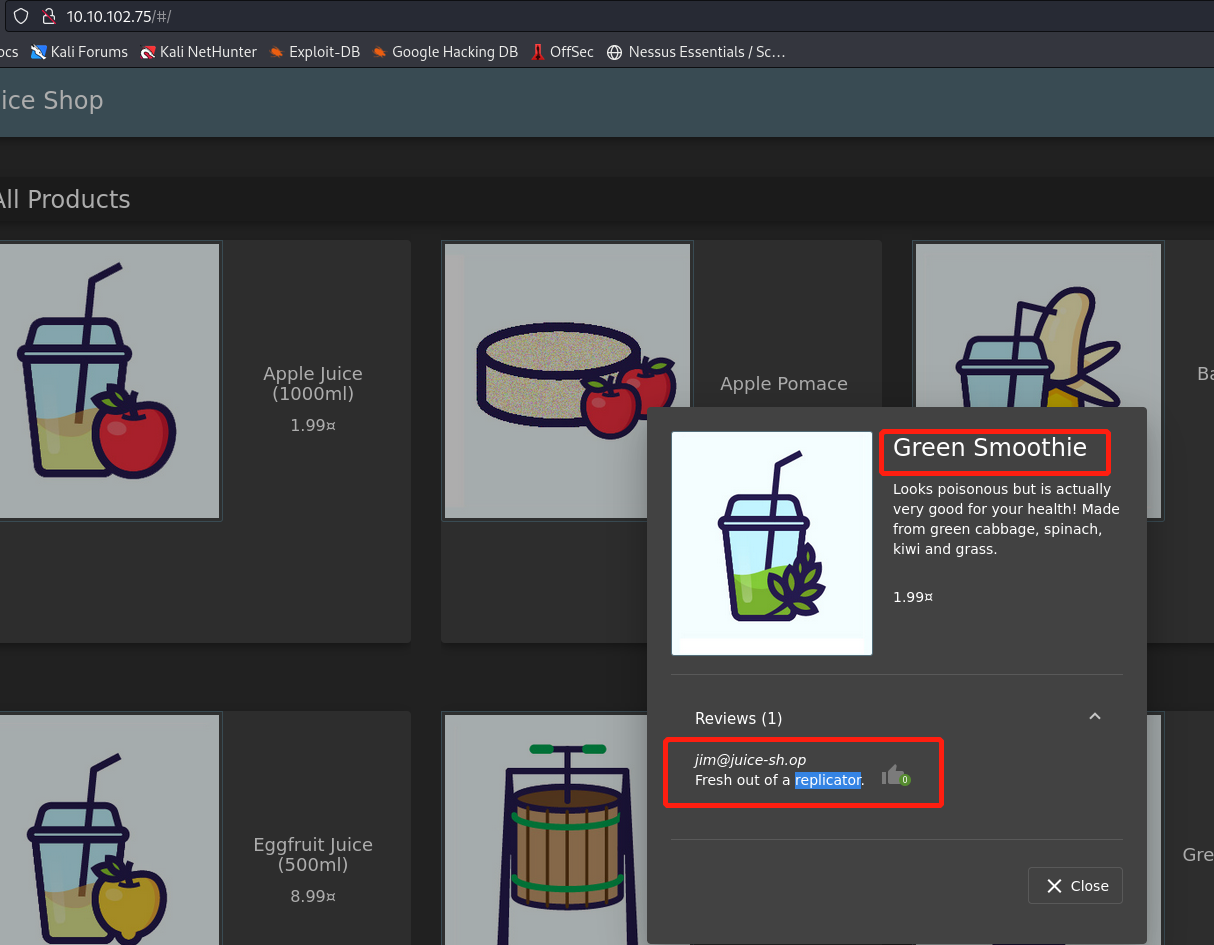 10.10.102.75/#/
ocs Kali Forums Kali NetHunter Exploit-DB Google Hacking DB OffSec Nessus Essentials / Sc…
ice Shop
All Products
Apple Juice
(1000ml)
1.99¤
Apple Pomace
Ba
Green Smoothie
Looks poisonous but is actually
very good for your health! Made
from green cabbage, spinach,
kiwi and grass.
1.99¤
Reviews (1)
jim@juice-sh.op
Fresh out of a replicator.
0
Eggfruit Juice
(500ml)
8.99¤
Gre
Close